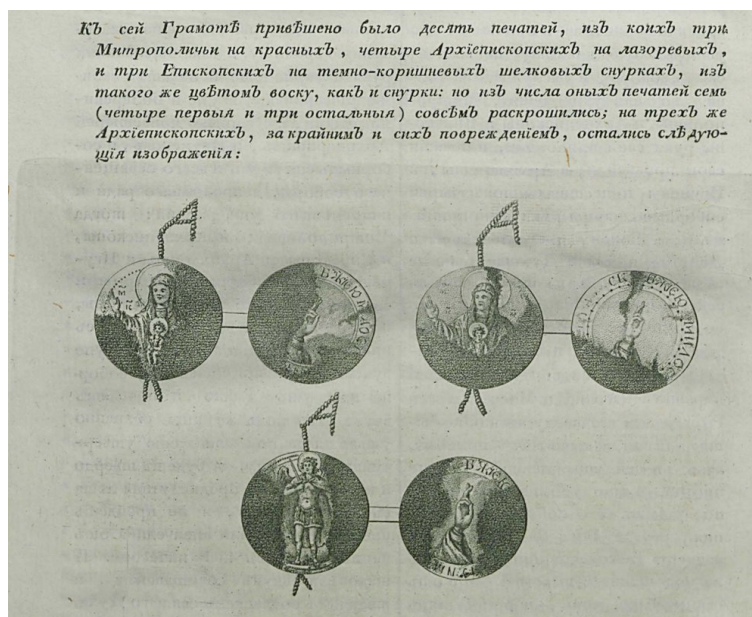 Къ сей Грамотѣ привѣшено было десять печатей, изъ коихъ три
Митрополичьи на красныхъ, четыре Архіепископскихъ на лазоревыхъ,
и три Епископскихъ на темно-коришневыхъ шелковыхъ снуркахъ, изъ
такого же цвѣтомъ воску, какъ и снурки: но изъ числа оныхъ печатей семь
(четыре первыя и три остальныя) совсѣмъ раскрошились; на трехъ же
Архіепископскихъ, за крайнимъ и сихъ поврежденіемъ, остались слѣдую-
щія изображенія: